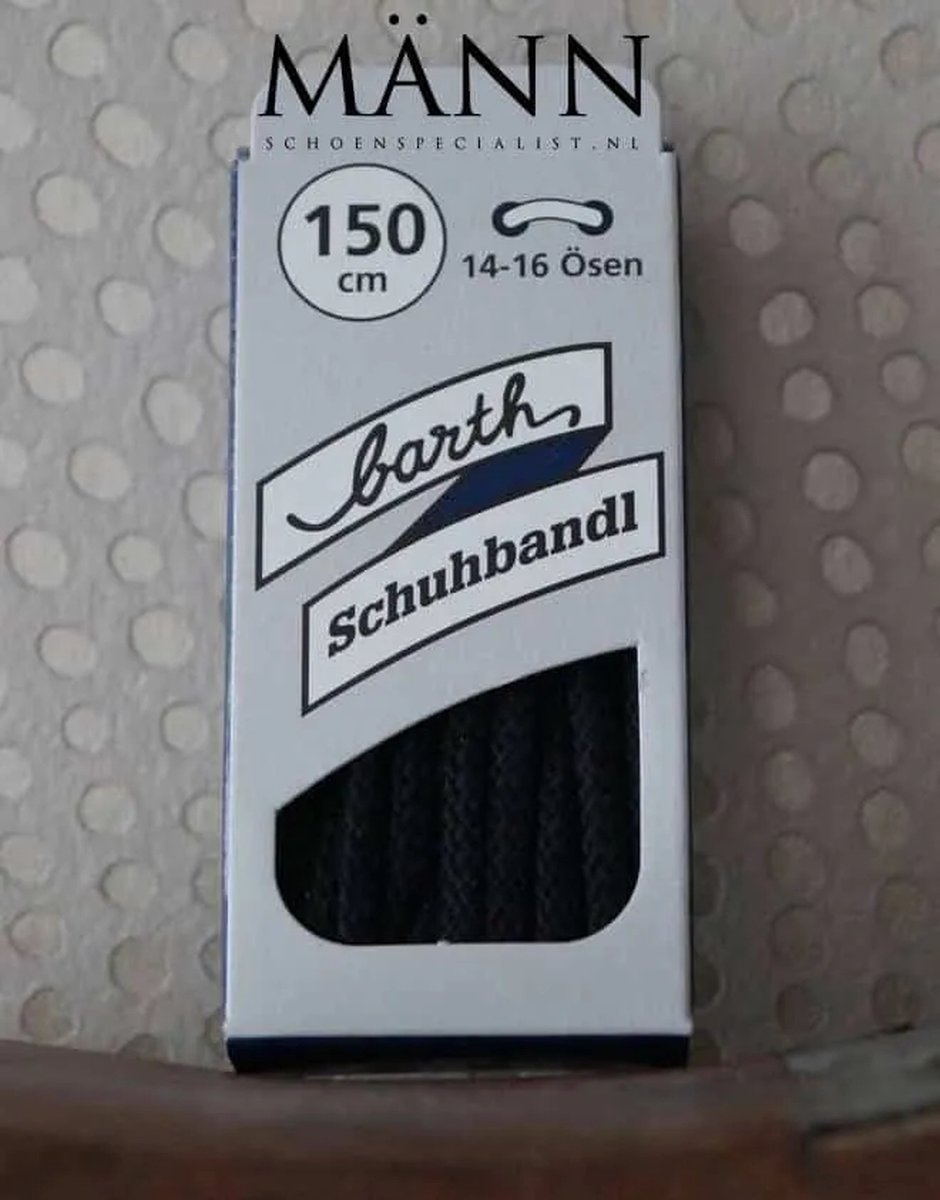 MÄNN
SCHOENSPECIALIST.NL
150
cm
14-16 Ösen
barth
Schuhbandl